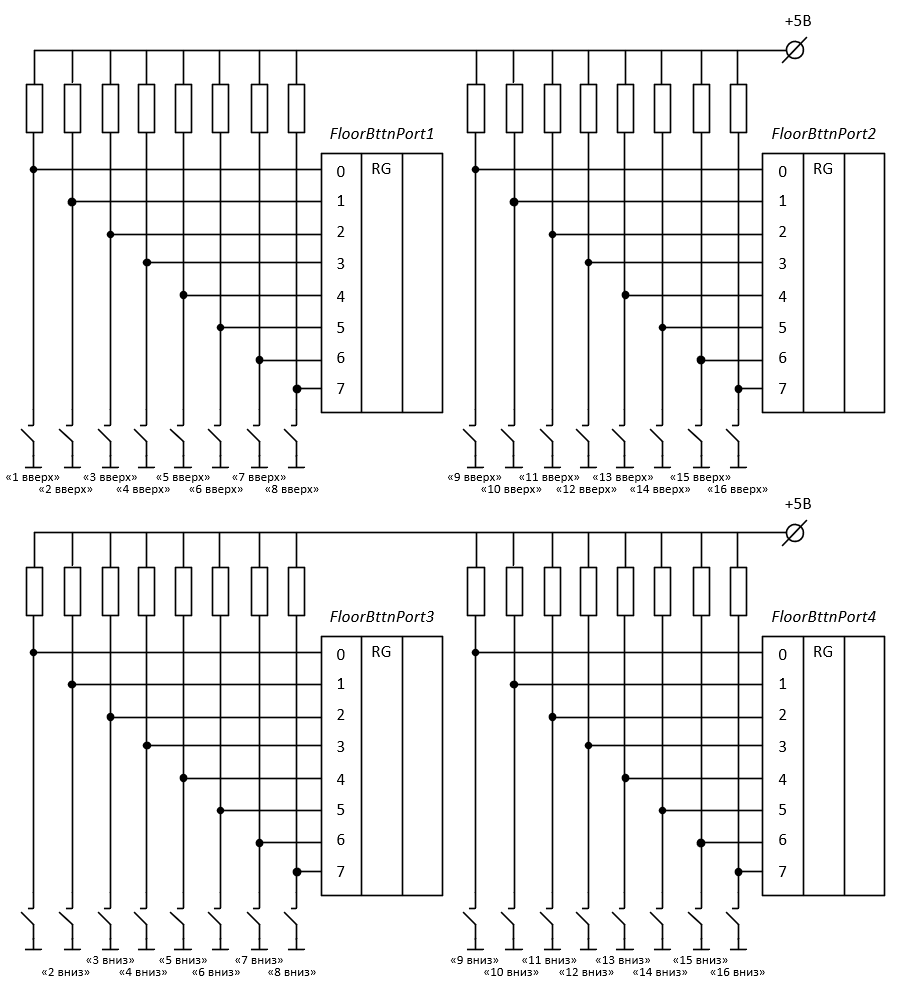 +5В
FloorBttnPort1
0 RG
1
2
3
4
5
6
7
«1 вверх» «3 вверх» «5 вверх» «7 вверх»
«2 вверх» «4 вверх» «6 вверх» «8 вверх»
FloorBttnPort2
0 RG
1
2
3
4
5
6
7
«9 вверх» «11 вверх» «13 вверх» «15 вверх»
«10 вверх» «12 вверх» «14 вверх» «16 вверх»
+5В
FloorBttnPort3
0 RG
1
2
3
4
5
6
7
«3 вниз» «5 вниз» «7 вниз»
«2 вниз» «4 вниз» «6 вниз» «8 вниз»
FloorBttnPort4
0 RG
1
2
3
4
5
6
7
«9 вниз» «11 вниз» «13 вниз» «15 вниз»
«10 вниз» «12 вниз» «14 вниз» «16 вниз»